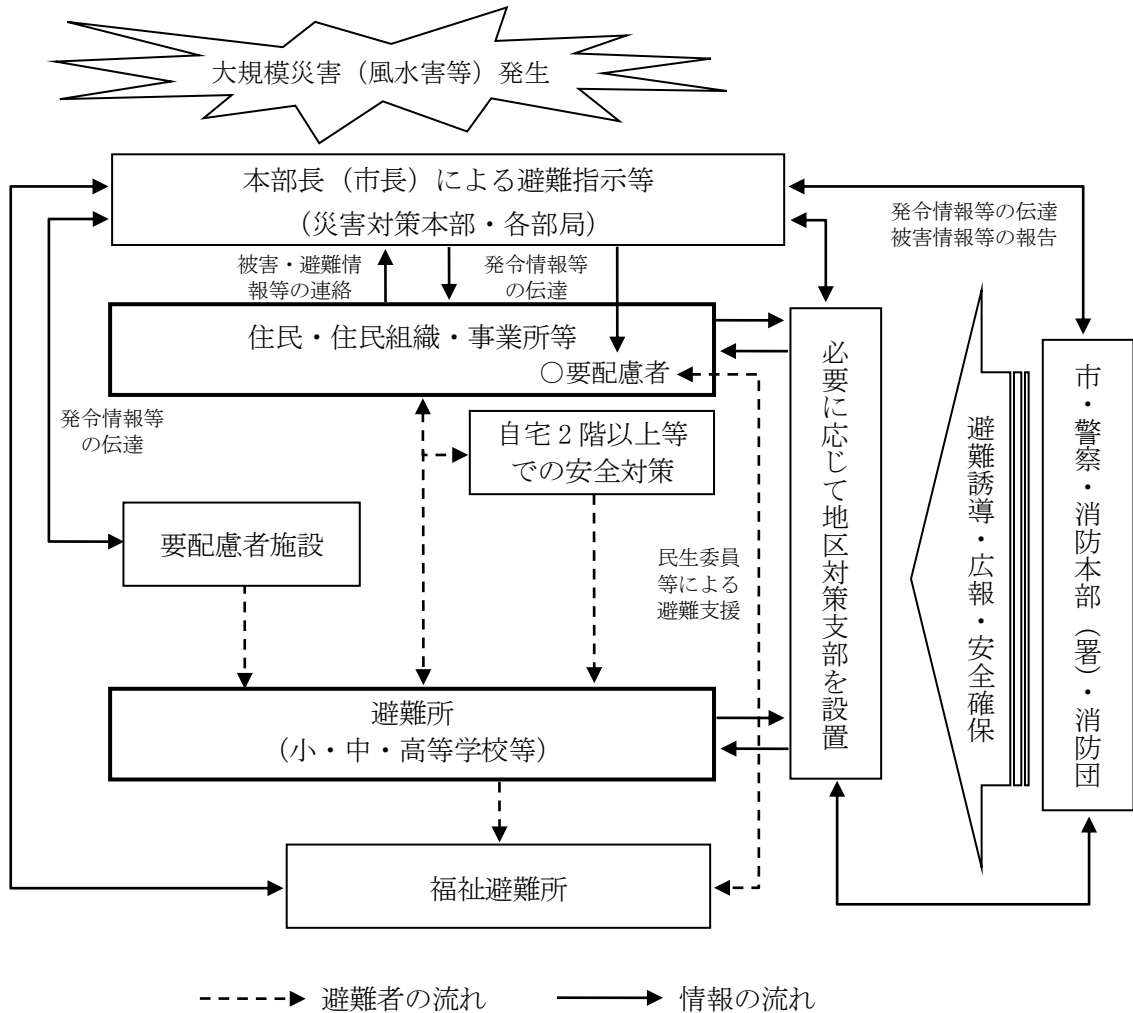 大規模災害（風水害等）発生
本部長（市長）による避難指示等
（災害対策本部・各部局）
発令情報等の伝達
被害情報等の報告
被害・避難情
報等の連絡
発令情報等
の伝達
住民・住民組織・事業所等
○要配慮者
発令情報等
の伝達
自宅２階以上等
での安全対策
要配慮者施設
民生委員
等による
避難支援
必要に応じて地区対策支部を設置
避難誘導・広報・安全確保
市・警察・消防本部（署）・消防団
避難所
（小・中・高等学校等）
福祉避難所
避難者の流れ
情報の流れ